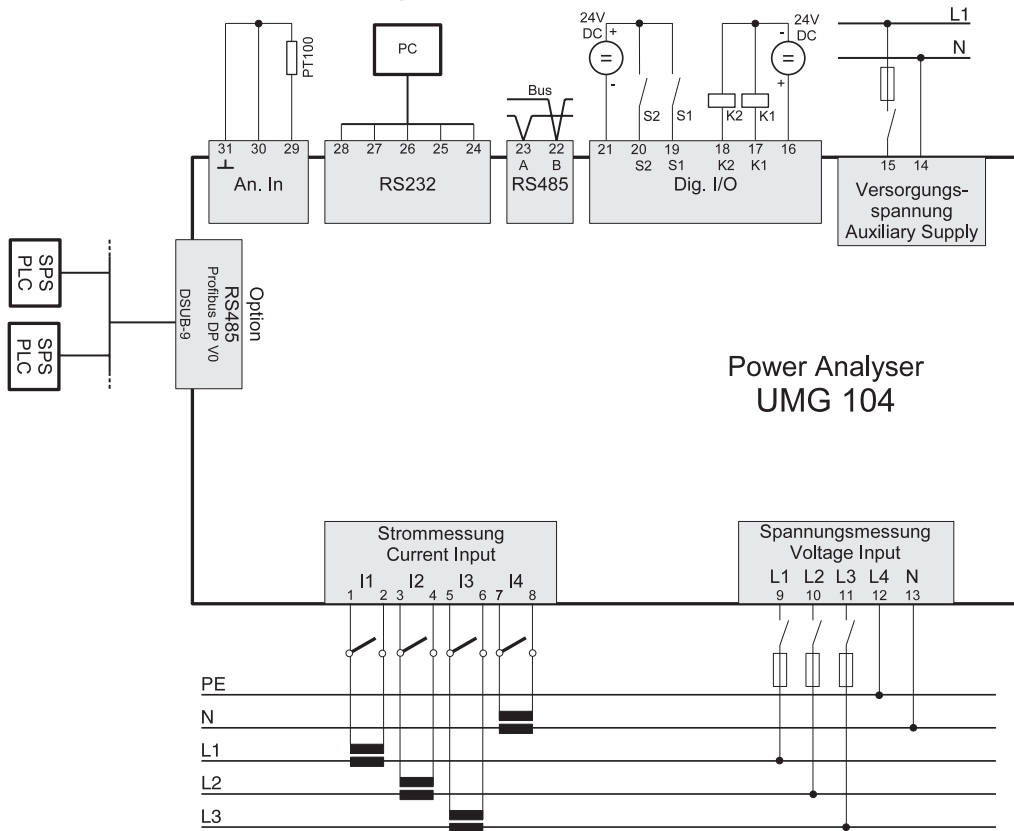 24V
DC
+
-
=
S2
S1
K2
K1
-
24V
DC
+
=
L1
N
PT100
PC
Bus
31
30
29
An. In
28
27
26
25
24
RS232
23
22
A
B
RS485
21
20
19
18
17
16
S2
S1
K2
K1
Dig. I/O
15
14
Versorgungs-
spannung
Auxiliary Supply
SPS
PLC
SPS
PLC
Option
RS485
Profibus DP V0
DSUB-9
Power Analyser
UMG 104
Strommessung
Current Input
I1
I2
I3
I4
1
2
3
4
5
6
7
8
Spannungsmessung
Voltage Input
L1
L2
L3
L4
N
9
10
11
12
13
PE
N
L1
L2
L3